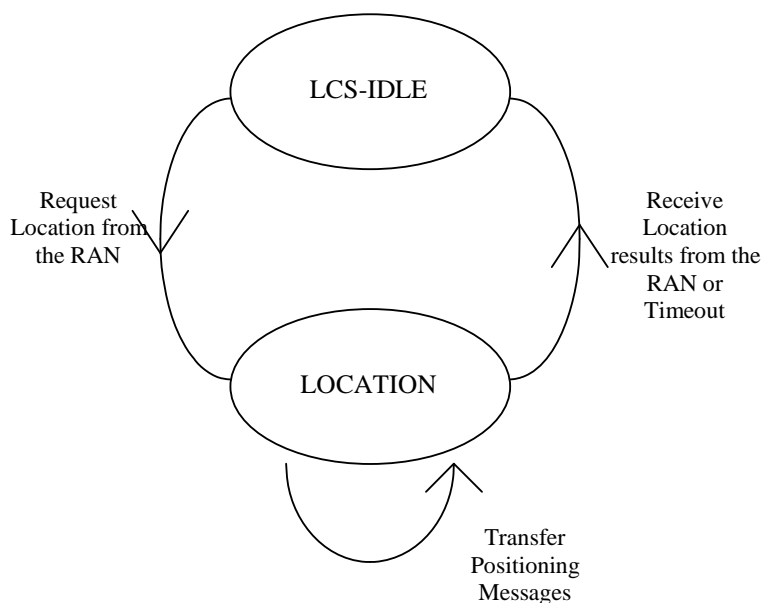 LCS-IDLE
Request
Location from
the RAN
Receive
Location
results from the
RAN or
Timeout
LOCATION
Transfer
Positioning
Messages